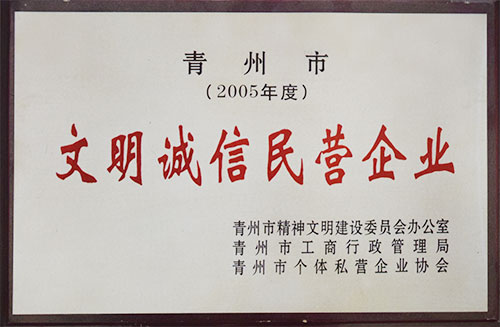 青州市
（2005年度）
文明诚信民营企业
青州市精神文明建设委员会办公室
青州市工商行政管理局
青州市个体私营企业协会